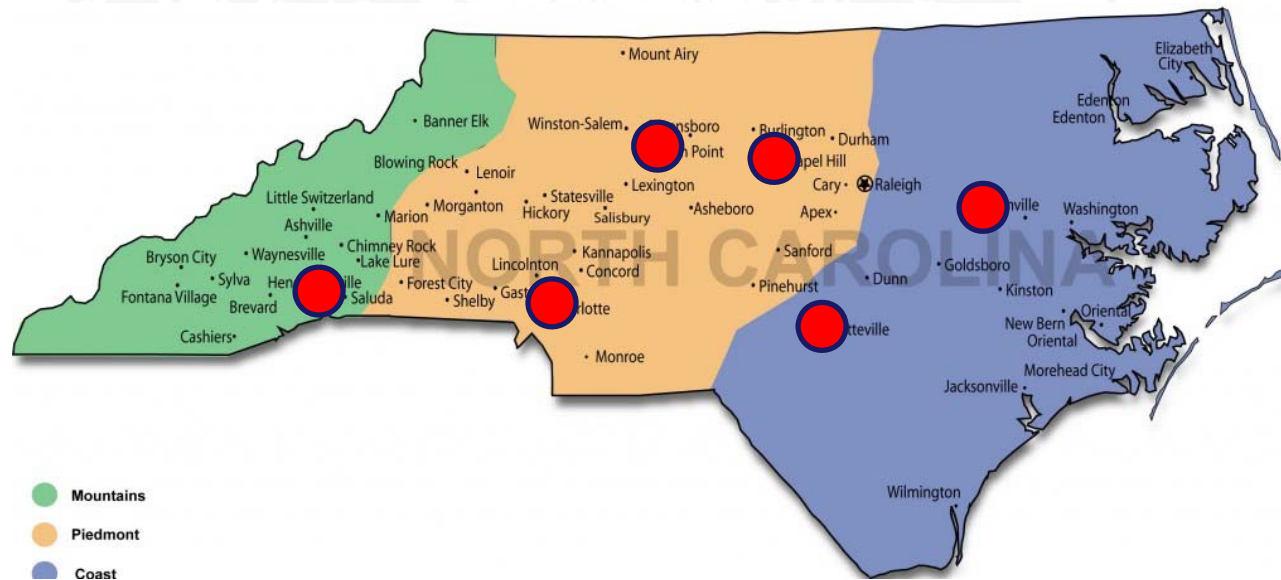 Mount Airy
Elizabeth
City
Banner Elk
Winston-Salem
Burlington
Durham
Edenton
Edenton
Blowing Rock
Lenoir
Point
Hill
Little Switzerland
Statesville
Lexington
Cary
Raleigh
Ashville
Marion
Morganton
Hickory
Salisbury
Asheboro
Apex
Washington
NORTH CAROLINA
Bryson City
Waynesville
Chimney Rock
Lake Lure
Kannapolis
Sanford
Lincolnton
Concord
Goldsboro
Sylva
Dunn
Fontana Village
Brevard
Saluda
Forest City
Shelby
Pinehurst
Kinston
Oriental
New Bern
Oriental
Cashiers
Monroe
Morehead City
Jacksonville
Wilmington
Mountains
Piedmont
Coast